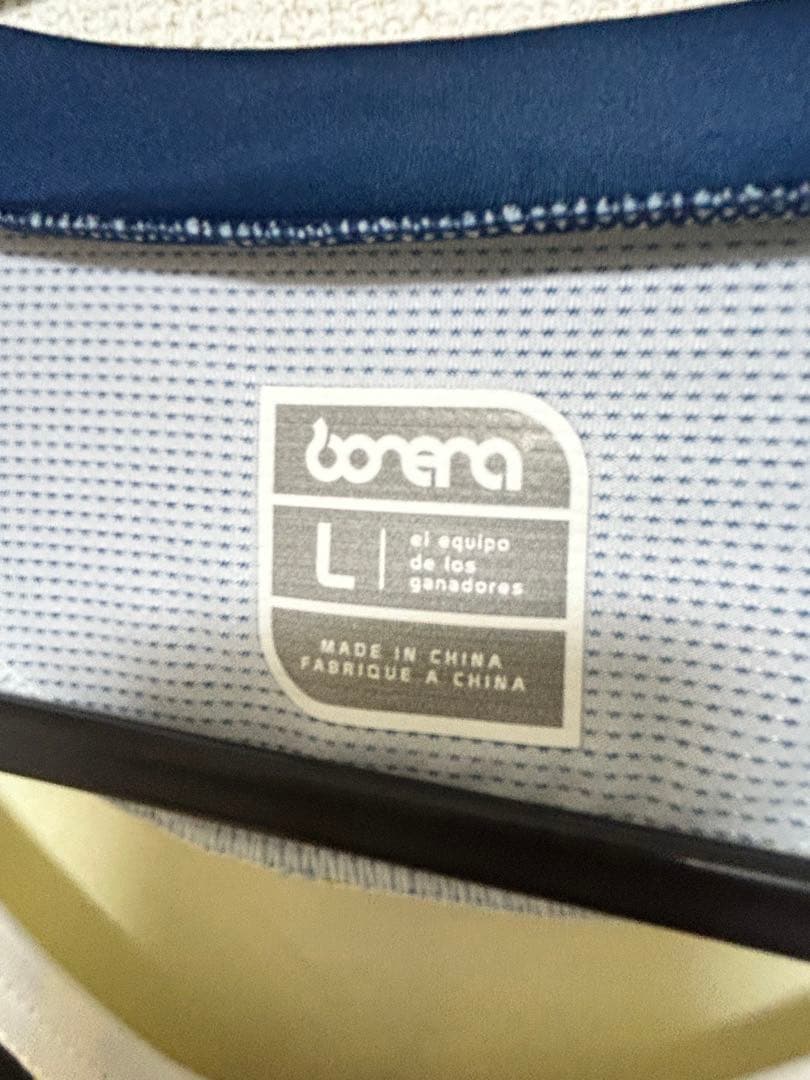 bonera
L
el equipo
de los
ganadores
MADE IN CHINA
FABRIQUE A CHINA